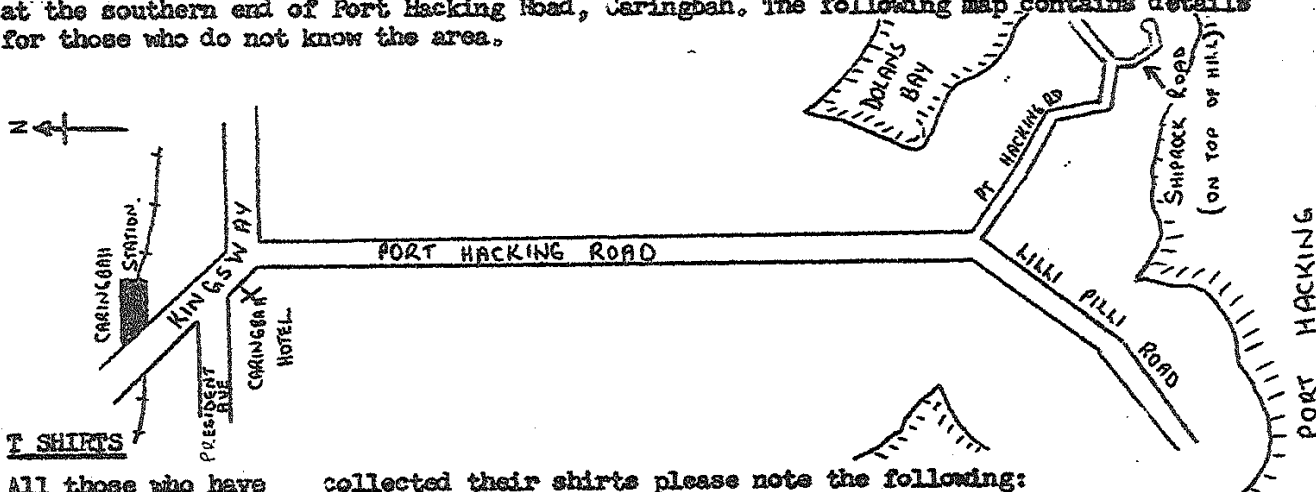 at the southern end of Port Hacking Road, Caringbah. The following map contains details
for those who do not know the area.
N
CARINGBAH
STATION.
KINGSWAY
PRESIDENT
AVE
CARINGBAH
HOTEL
PORT HACKING ROAD
DOLANS
BAY
PT HACKING RD
SHIPROCK ROAD
(ON TOP OF HILL)
LILLI PILLI ROAD
PORT HACKING
T SHIRTS
All those who have collected their shirts please note the following: